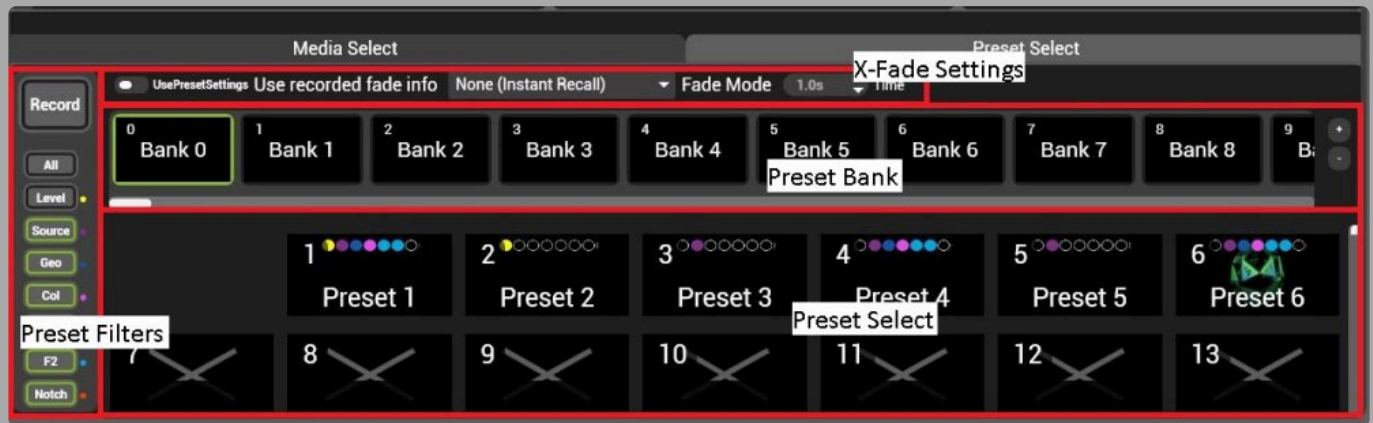 Media Select
Preset Select
X-Fade Settings
UsePresetSettings Use recorded fade info None (Instant Recall) Fade Mode 1.0s Time
Record
All
Level
Source
Geo
Col
Preset Filters
F2
Notch
0 1 2 3 4 5 6 7 8 9
Bank 0 Bank 1 Bank 2 Bank 3 Bank 4 Bank 5 Bank 6 Bank 7 Bank 8 Ba
+
-
Preset Bank
1 2 3 4 5 6
Preset 1 Preset 2 Preset 3 Preset 4 Preset 5 Preset 6
Preset Select
7 8 9 10 11 12 13